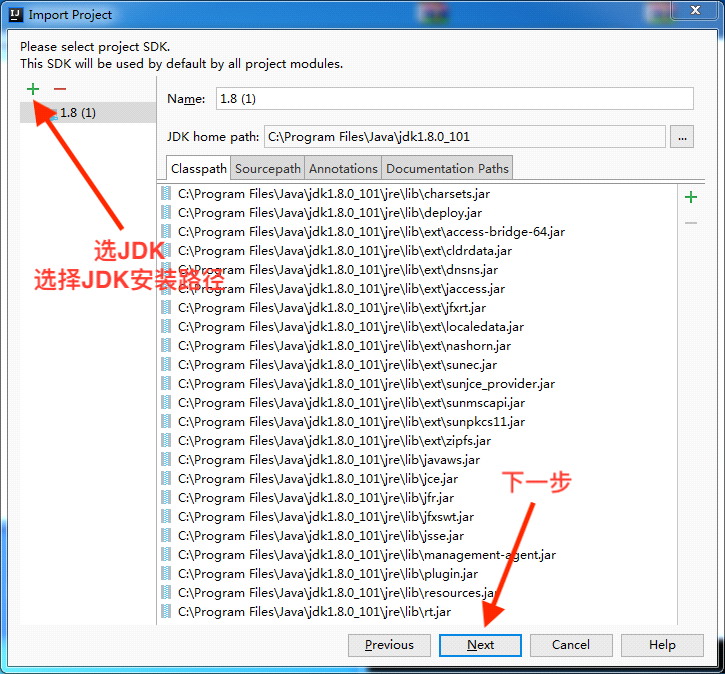 Import Project
Please select project SDK.
This SDK will be used by default by all project modules.
1.8 (1)
Name: 1.8 (1)
JDK home path: C:\Program Files\Java\jdk1.8.0_101 ...
Classpath Sourcepath Annotations Documentation Paths
C:\Program Files\Java\jdk1.8.0_101\jre\lib\charsets.jar
C:\Program Files\Java\jdk1.8.0_101\jre\lib\deploy.jar
C:\Program Files\Java\jdk1.8.0_101\jre\lib\ext\access-bridge-64.jar
C:\Program Files\Java\jdk1.8.0_101\jre\lib\ext\cldrdata.jar
C:\Program Files\Java\jdk1.8.0_101\jre\lib\ext\dnsns.jar
C:\Program Files\Java\jdk1.8.0_101\jre\lib\ext\jaccess.jar
C:\Program Files\Java\jdk1.8.0_101\jre\lib\ext\jfxrt.jar
C:\Program Files\Java\jdk1.8.0_101\jre\lib\ext\localedata.jar
C:\Program Files\Java\jdk1.8.0_101\jre\lib\ext\nashorn.jar
C:\Program Files\Java\jdk1.8.0_101\jre\lib\ext\sunec.jar
C:\Program Files\Java\jdk1.8.0_101\jre\lib\ext\sunjce_provider.jar
C:\Program Files\Java\jdk1.8.0_101\jre\lib\ext\sunmscapi.jar
C:\Program Files\Java\jdk1.8.0_101\jre\lib\ext\sunpkcs11.jar
C:\Program Files\Java\jdk1.8.0_101\jre\lib\ext\zipfs.jar
C:\Program Files\Java\jdk1.8.0_101\jre\lib\javaws.jar
C:\Program Files\Java\jdk1.8.0_101\jre\lib\jce.jar
C:\Program Files\Java\jdk1.8.0_101\jre\lib\jfr.jar
C:\Program Files\Java\jdk1.8.0_101\jre\lib\jfxswt.jar
C:\Program Files\Java\jdk1.8.0_101\jre\lib\jsse.jar
C:\Program Files\Java\jdk1.8.0_101\jre\lib\management-agent.jar
C:\Program Files\Java\jdk1.8.0_101\jre\lib\plugin.jar
C:\Program Files\Java\jdk1.8.0_101\jre\lib\resources.jar
C:\Program Files\Java\jdk1.8.0_101\jre\lib\rt.jar
选JDK
选择JDK安装路径
下一步
Previous Next Cancel Help